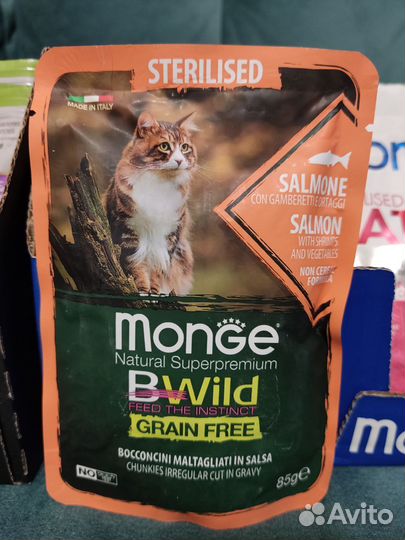 STERILISED
MADE IN ITALY
SALMONE
CON GAMBERETTI E ORTAGGI
SALMON
WITH SHRIMPS
AND VEGETABLES
NON CEREAL
FORMULA
MONGE
Natural Superpremium
BWild
FEED THE INSTINCT
GRAIN FREE
BOCCONCINI MALTAGLIATI IN SALSA
CHUNKIES IRREGULAR CUT IN GRAVY
NO
85g e
Avito